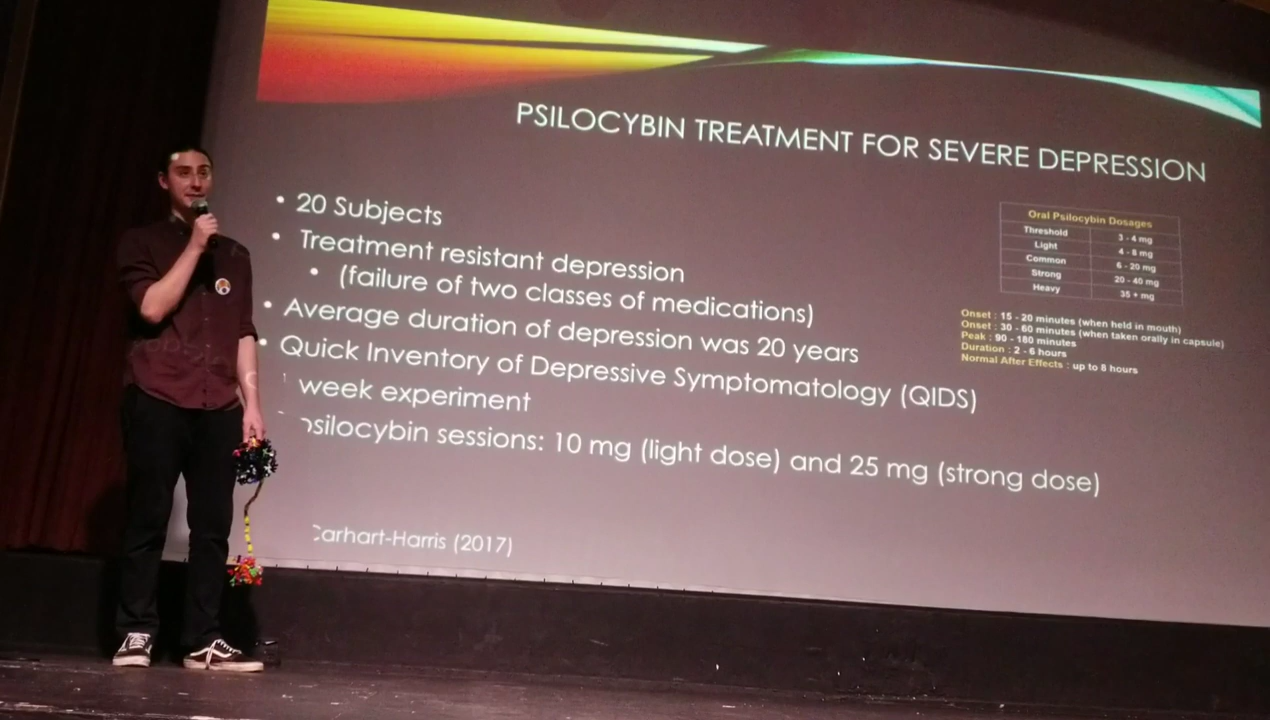 PSILOCYBIN TREATMENT FOR SEVERE DEPRESSION
• 20 Subjects
• Treatment resistant depression
• (failure of two classes of medications)
• Average duration of depression was 20 years
• Quick Inventory of Depressive Symptomatology (QIDS)
week experiment
psilocybin sessions: 10 mg (light dose) and 25 mg (strong dose)
Carhart-Harris (2017)
Oral Psilocybin Dosages
Threshold 3 - 4 mg
Light 4 - 8 mg
Common 6 - 20 mg
Strong 20 - 40 mg
Heavy 35 + mg
Onset : 15 - 20 minutes (when held in mouth)
Onset : 30 - 60 minutes (when taken orally in capsule)
Peak : 90 - 180 minutes
Duration : 2 - 6 hours
Normal After Effects : up to 8 hours